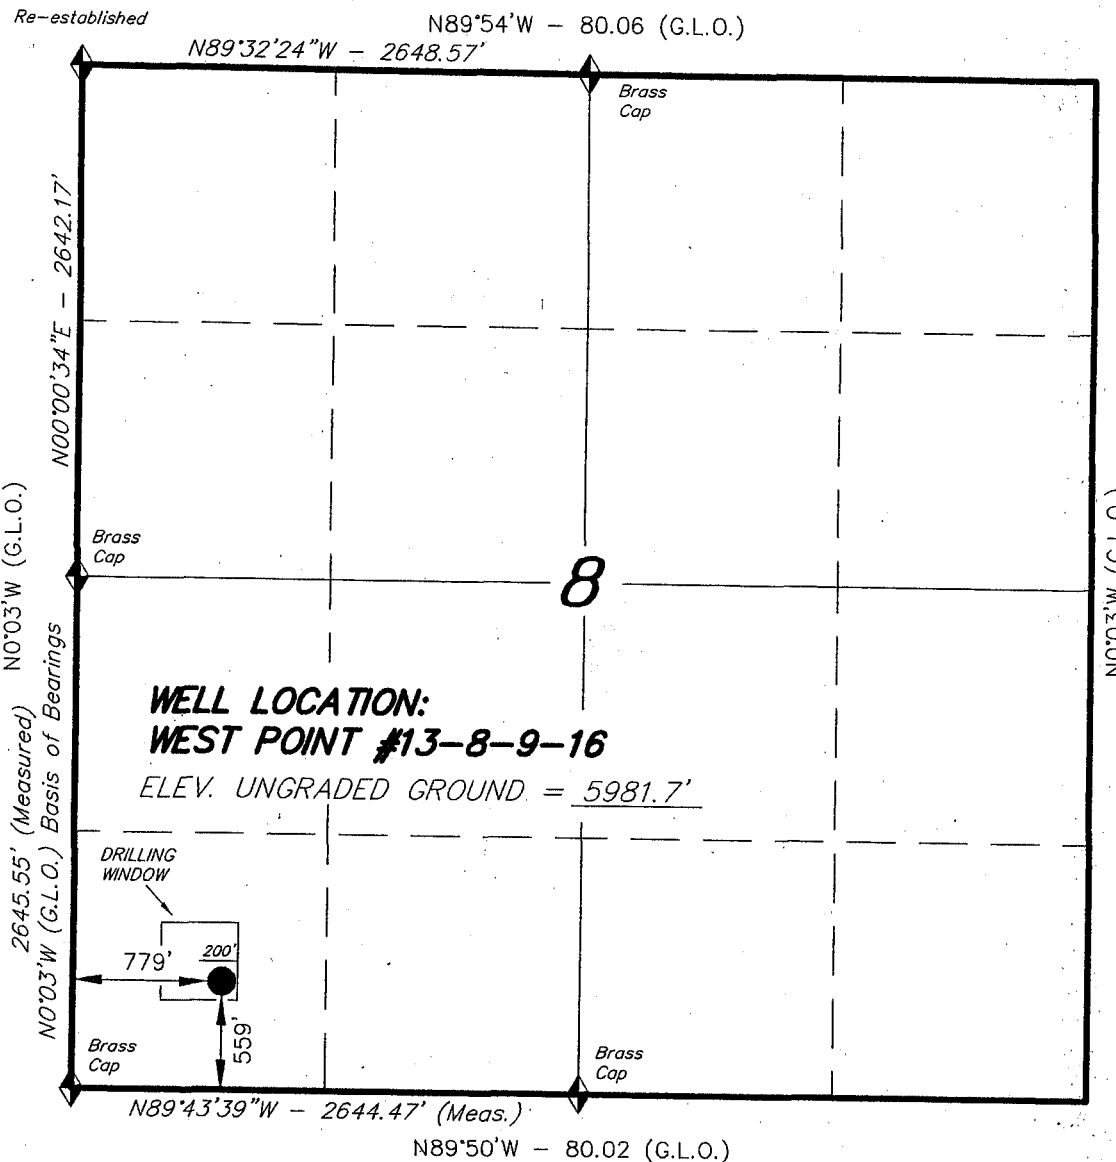 Re-established
N89°54'W – 80.06 (G.L.O.)
N89°32'24"W – 2648.57'
Brass
Cap
N00°00'34"E – 2642.17'
N0°03'W (G.L.O.)
Brass
Cap
8
N0°03'W (G.L.O.)
WELL LOCATION:
WEST POINT #13–8–9–16
ELEV. UNGRADED GROUND = 5981.7'
2645.55' (Measured)
N0°03'W (G.L.O.) Basis of Bearings
DRILLING
WINDOW
779'
200'
559'
Brass
Cap
Brass
Cap
N89°43'39"W – 2644.47' (Meas.)
N89°50'W – 80.02 (G.L.O.)